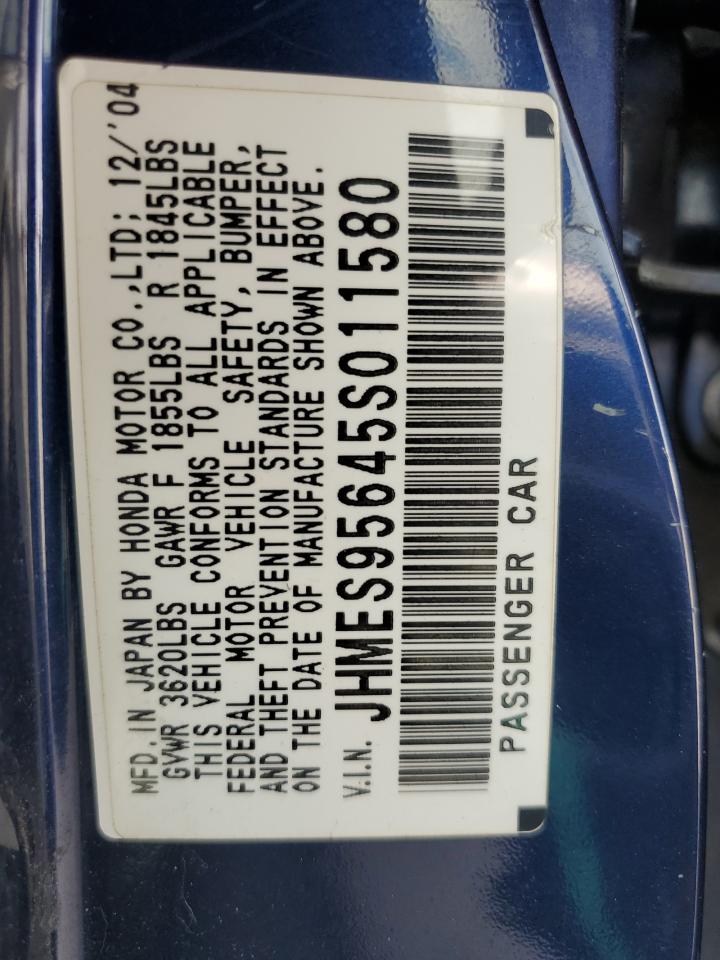 MFD. IN JAPAN BY HONDA MOTOR CO.,LTD; 12/'04
GVWR 3620LBS GAWR F 1855LBS R 1845LBS
THIS VEHICLE CONFORMS TO ALL APPLICABLE
FEDERAL MOTOR VEHICLE SAFETY, BUMPER,
AND THEFT PREVENTION STANDARDS IN EFFECT
ON THE DATE OF MANUFACTURE SHOWN ABOVE.
V.I.N. JHMES95645S011580
PASSENGER CAR